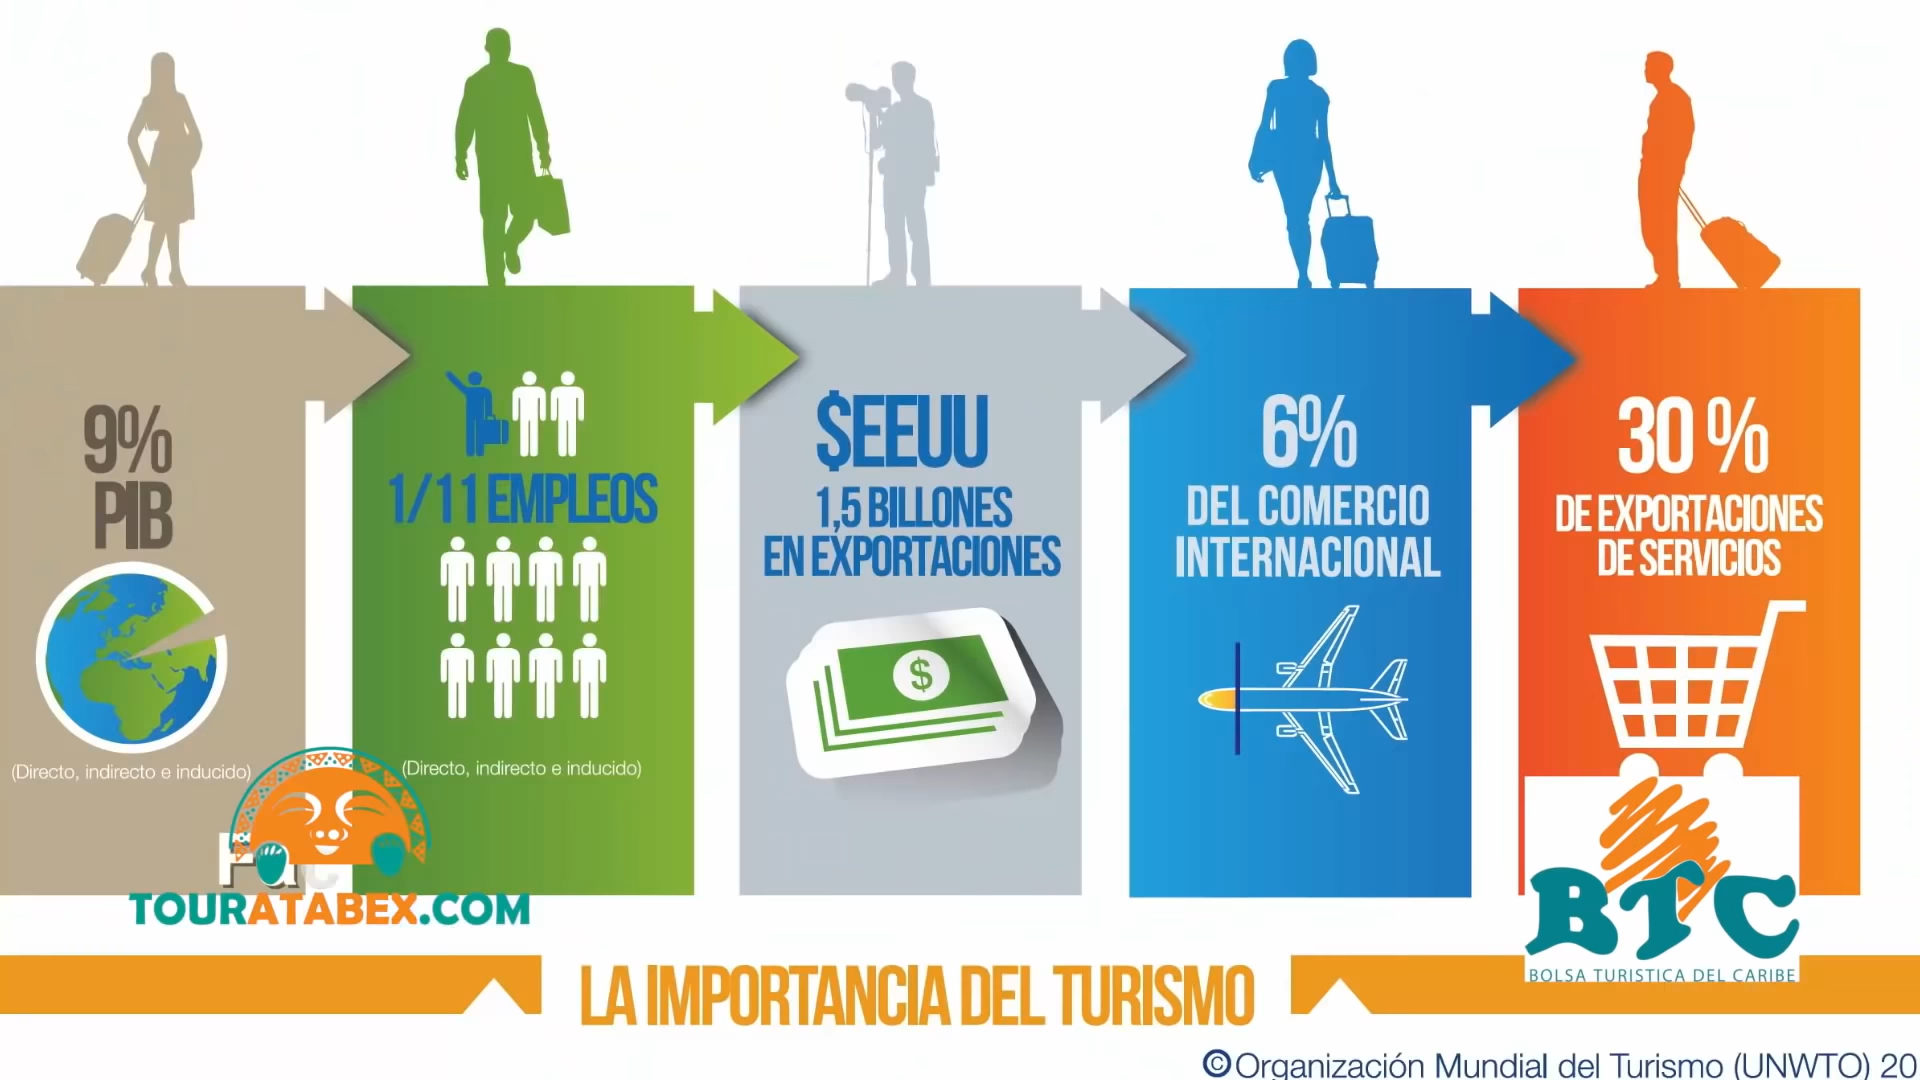 9%
PIB
(Directo, indirecto e inducido)
1/11 EMPLEOS
(Directo, indirecto e inducido)
$EEUU
1,5 BILLONES
EN EXPORTACIONES
$
6%
DEL COMERCIO
INTERNACIONAL
30 %
DE EXPORTACIONES
DE SERVICIOS
TOURATABEX.COM
BTC
BOLSA TURISTICA DEL CARIBE
LA IMPORTANCIA DEL TURISMO
©Organización Mundial del Turismo (UNWTO) 20